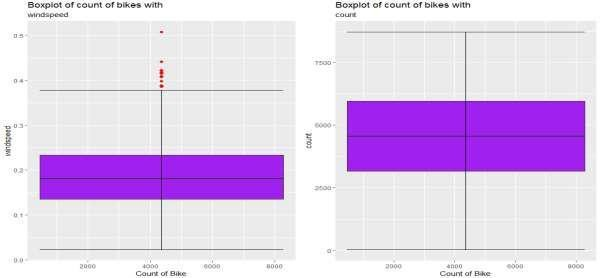 Boxplot of count of bikes with
windspeed
0.5
0.4
0.3
0.2
0.1
0.0
windspeed
2000 4000 6000 8000
Count of Bike
Boxplot of count of bikes with
count
7500
5000
2500
0
count
2000 4000 6000 8000
Count of Bike